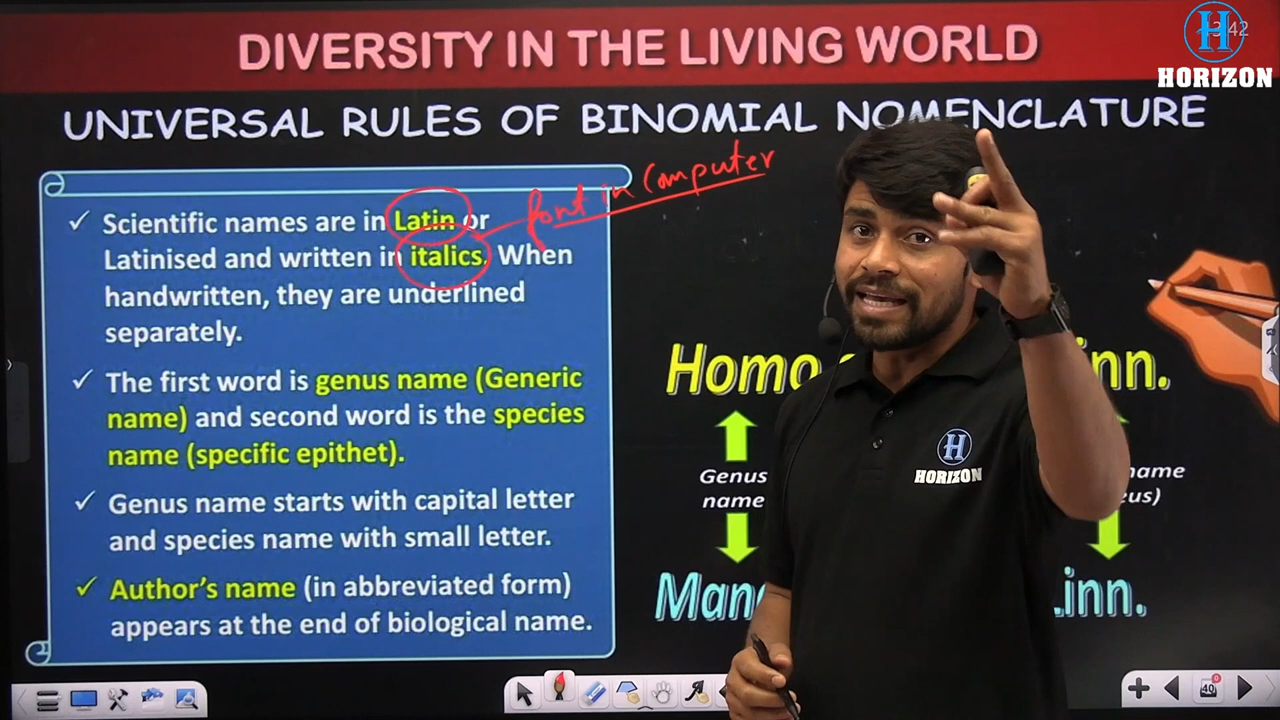 DIVERSITY IN THE LIVING WORLD
HORIZON
UNIVERSAL RULES OF BINOMIAL NOMENCLATURE
font in Computer
✓ Scientific names are in Latin or
Latinised and written in italics. When
handwritten, they are underlined
separately.
✓ The first word is genus name (Generic
name) and second word is the species
name (specific epithet).
✓ Genus name starts with capital letter
and species name with small letter.
✓ Author's name (in abbreviated form)
appears at the end of biological name.
Homo
Genus
name
name
HORIZON
40